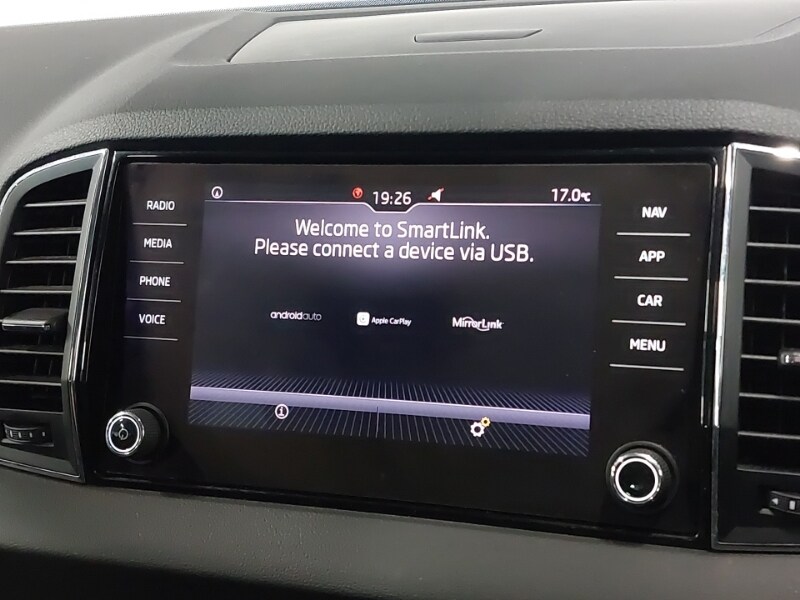 19:26
17.0°C
Welcome to SmartLink.
Please connect a device via USB.
androidauto
Apple CarPlay
MirrorLink
RADIO
MEDIA
PHONE
VOICE
NAV
APP
CAR
MENU